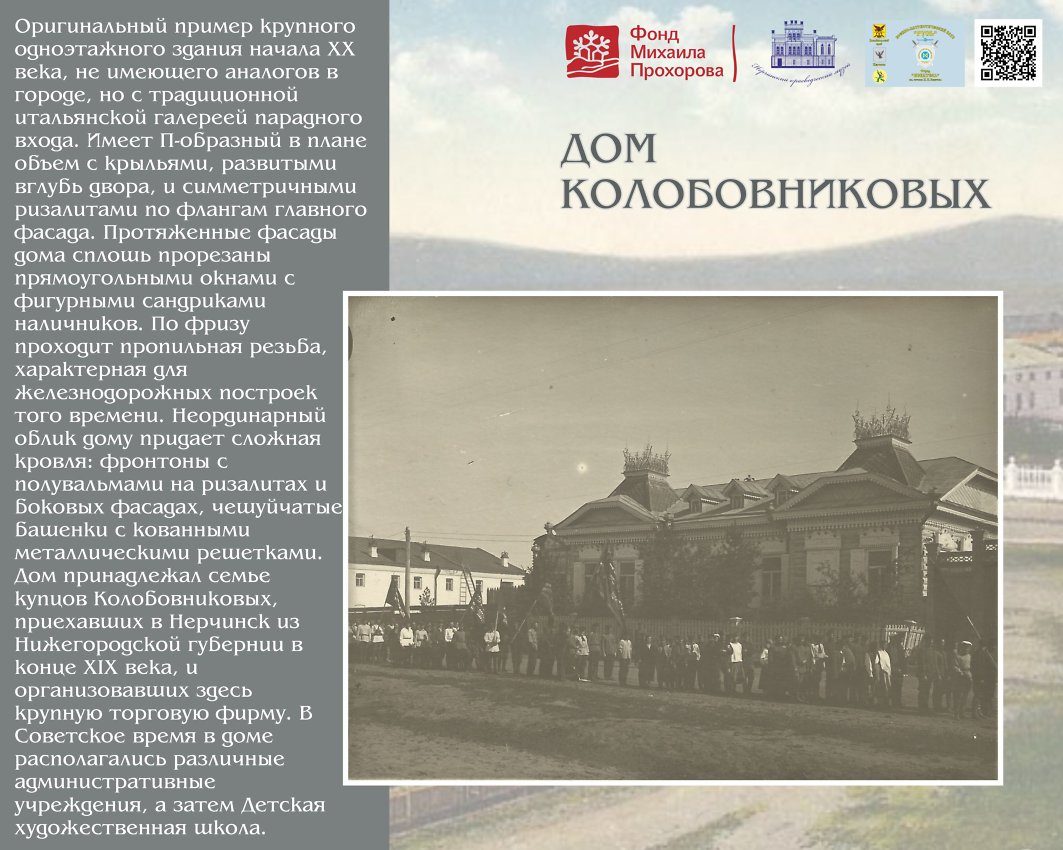 Оригинальный пример крупного
одноэтажного здания начала XX
века, не имеющего аналогов в
городе, но с традиционной
итальянской галереей парадного
входа. Имеет П-образный в плане
объем с крыльями, развитыми
вглубь двора, и симметричными
ризалитами по флангам главного
фасада. Протяженные фасады
дома сплошь прорезаны
прямоугольными окнами с
фигурными сандриками
наличников. По фризу
проходит пропильная резьба,
характерная для
железнодорожных построек
того времени. Неординарный
облик дому придает сложная
кровля: фронтоны с
полувальмами на ризалитах и
боковых фасадах, чешуйчатые
башенки с кованными
металлическими решетками.
Дом принадлежал семье
купцов Колобовниковых,
приехавших в Нерчинск из
Нижегородской губернии в
конце XIX века, и
организовавших здесь
крупную торговую фирму. В
Советское время в доме
располагались различные
административные
учреждения, а затем Детская
художественная школа.
Фонд
Михаила
Прохорова
ДОМ
КОЛОБОВНИКОВЫХ